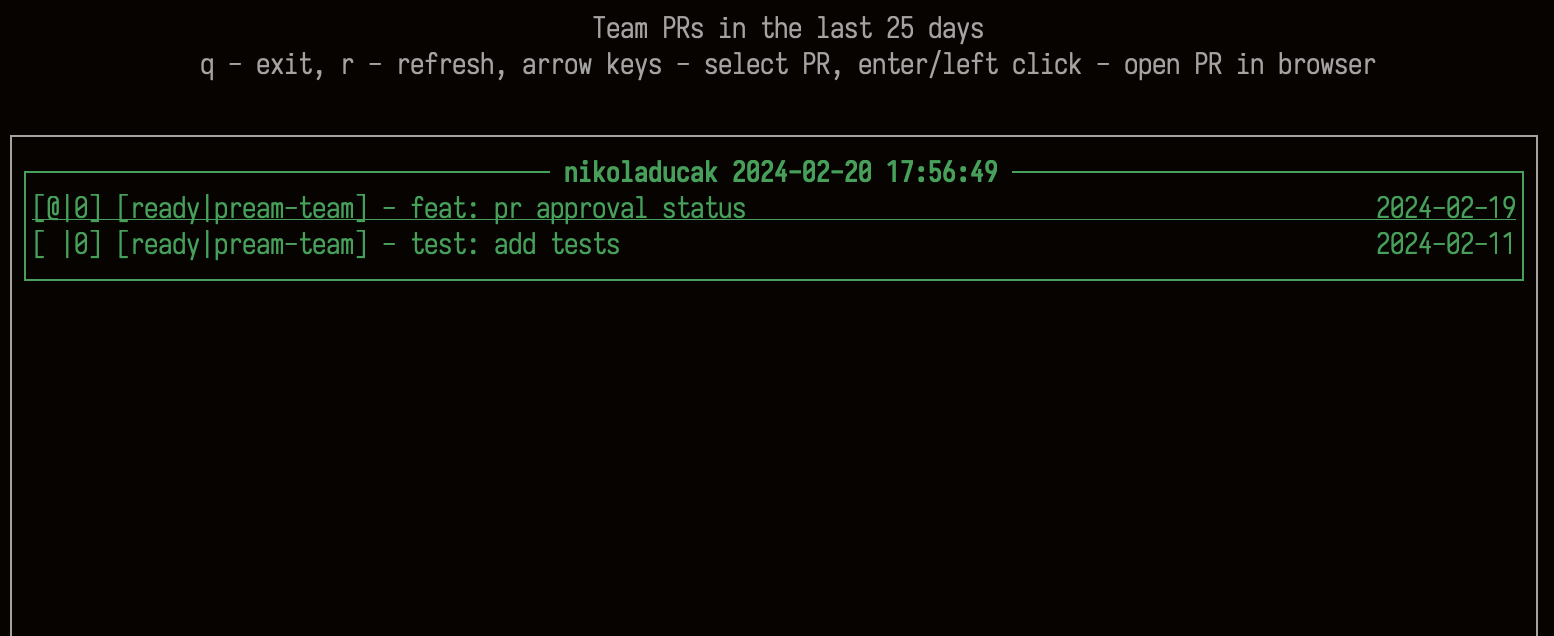 Team PRs in the last 25 days
q - exit, r - refresh, arrow keys - select PR, enter/left click - open PR in browser
nikoladucak 2024-02-20 17:56:49
[@|0] [ready|pream-team] - feat: pr approval status 2024-02-19
[ |0] [ready|pream-team] - test: add tests 2024-02-11